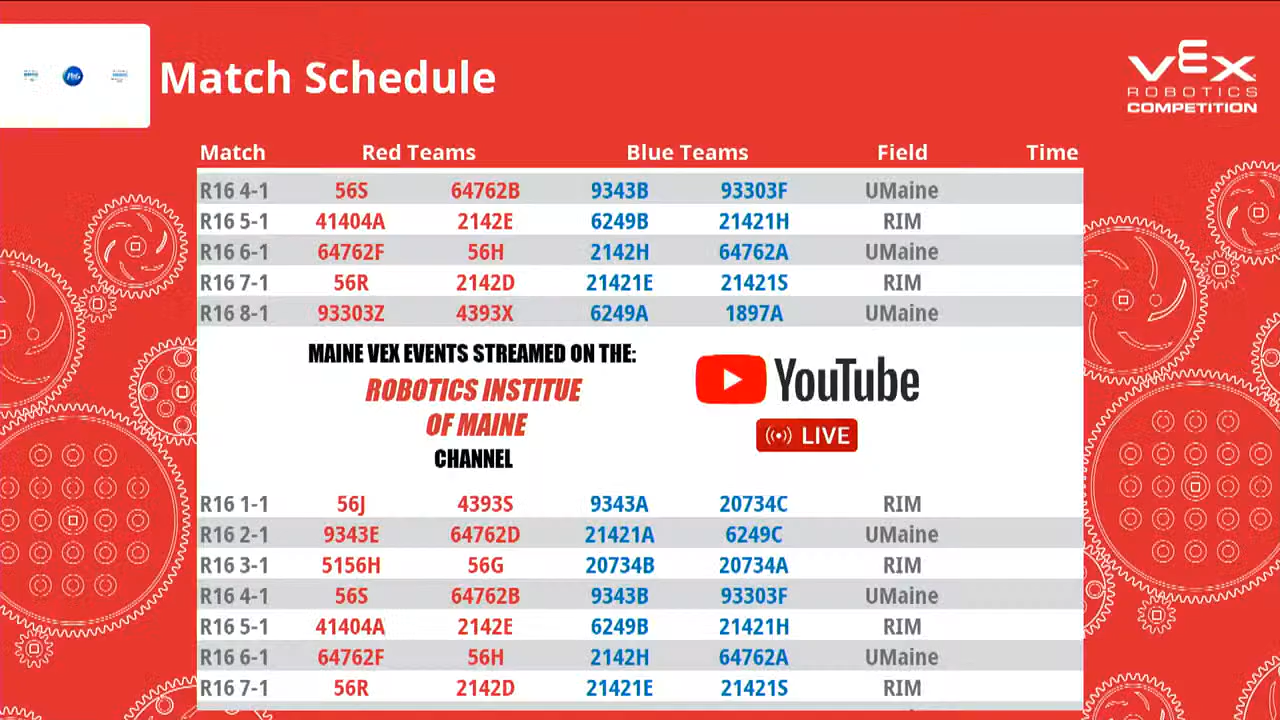 Match Schedule
VEX
ROBOTICS
COMPETITION
P&G
Match Red Teams Blue Teams Field Time
R16 4-1 56S 64762B 9343B 93303F UMaine
R16 5-1 41404A 2142E 6249B 21421H RIM
R16 6-1 64762F 56H 2142H 64762A UMaine
R16 7-1 56R 2142D 21421E 21421S RIM
R16 8-1 93303Z 4393X 6249A 1897A UMaine
MAINE VEX EVENTS STREAMED ON THE:
ROBOTICS INSTITUE
OF MAINE
CHANNEL
YouTube
LIVE
R16 1-1 56J 4393S 9343A 20734C RIM
R16 2-1 9343E 64762D 21421A 6249C UMaine
R16 3-1 5156H 56G 20734B 20734A RIM
R16 4-1 56S 64762B 9343B 93303F UMaine
R16 5-1 41404A 2142E 6249B 21421H RIM
R16 6-1 64762F 56H 2142H 64762A UMaine
R16 7-1 56R 2142D 21421E 21421S RIM